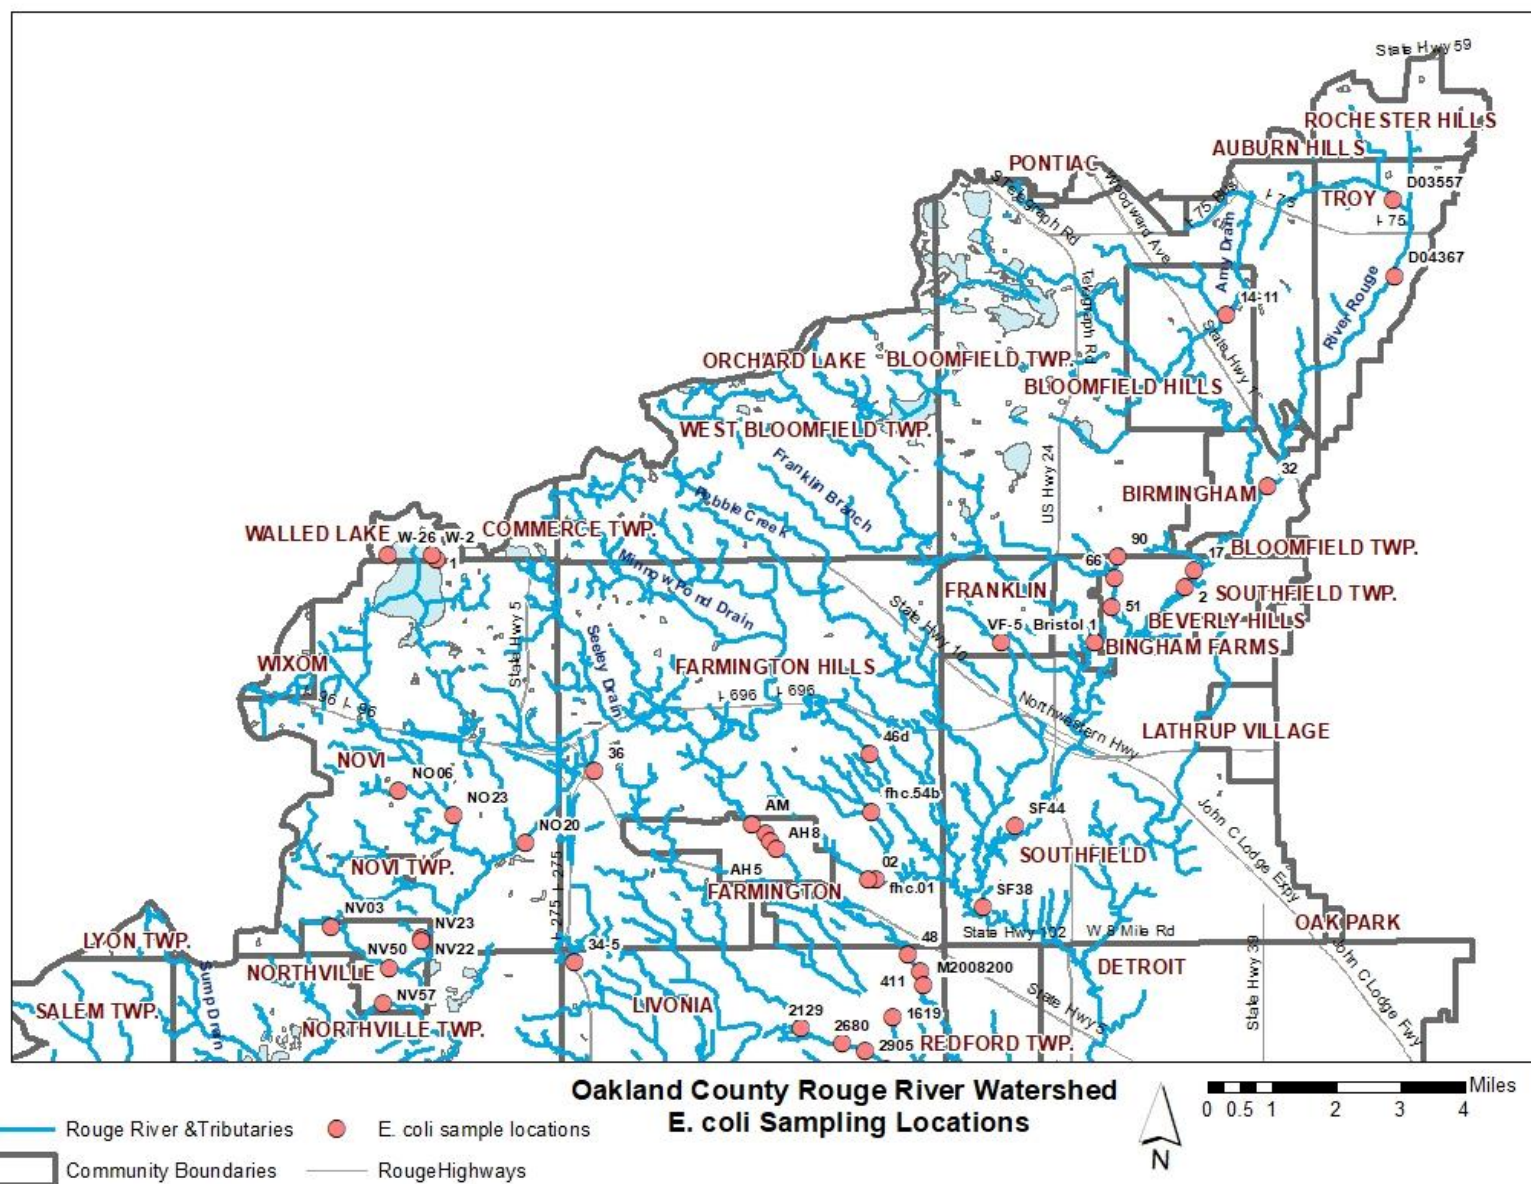 State Hwy 59
ROCHESTER HILLS
AUBURN HILLS
PONTIAC
D03557
TROY
S Telegraph Rd
Woodward Ave
I-75 Bus
I-75
I-75
Amy Drain
D04367
14-11
River Rouge
Telegraph Rd
ORCHARD LAKE
BLOOMFIELD TWP.
BLOOMFIELD HILLS
WEST BLOOMFIELD TWP.
Franklin Branch
US Hwy 24
32
BIRMINGHAM
Pebble Creek
WALLED LAKE
W-26
W-2
1
COMMERCE TWP.
90
17
BLOOMFIELD TWP.
66
Minnow Pond Drain
FRANKLIN
2
SOUTHFIELD TWP.
State Hwy 5
State Hwy 10
51
BEVERLY HILLS
VF-5
Bristol 1
BINGHAM FARMS
Seeley Drain
WIXOM
FARMINGTON HILLS
I-96
I-96
I-696
I-696
Northwestern Hwy
LATHRUP VILLAGE
46d
NOVI
NO06
36
fhc.54b
NO23
AM
SF44
John C Lodge Expy
NO20
AH8
SOUTHFIELD
NOVI TWP.
AH5
02
I-275
I-275
FARMINGTON
fhc.01
SF38
NV03
NV23
OAK PARK
LYON TWP.
NV50
NV22
48
State Hwy 102
W 8 Mile Rd
34-5
NORTHVILLE
M2008200
DETROIT
411
Sump Drain
NV57
State Hwy 39
John C Lodge Fwy
SALEM TWP.
LIVONIA
State Hwy 5
NORTHVILLE TWP.
2129
1619
2680
2905
REDFORD TWP.
Oakland County Rouge River Watershed
E. coli Sampling Locations
Miles
0 0.5 1 2 3 4
N
Rouge River & Tributaries
E. coli sample locations
Community Boundaries
Rouge Highways